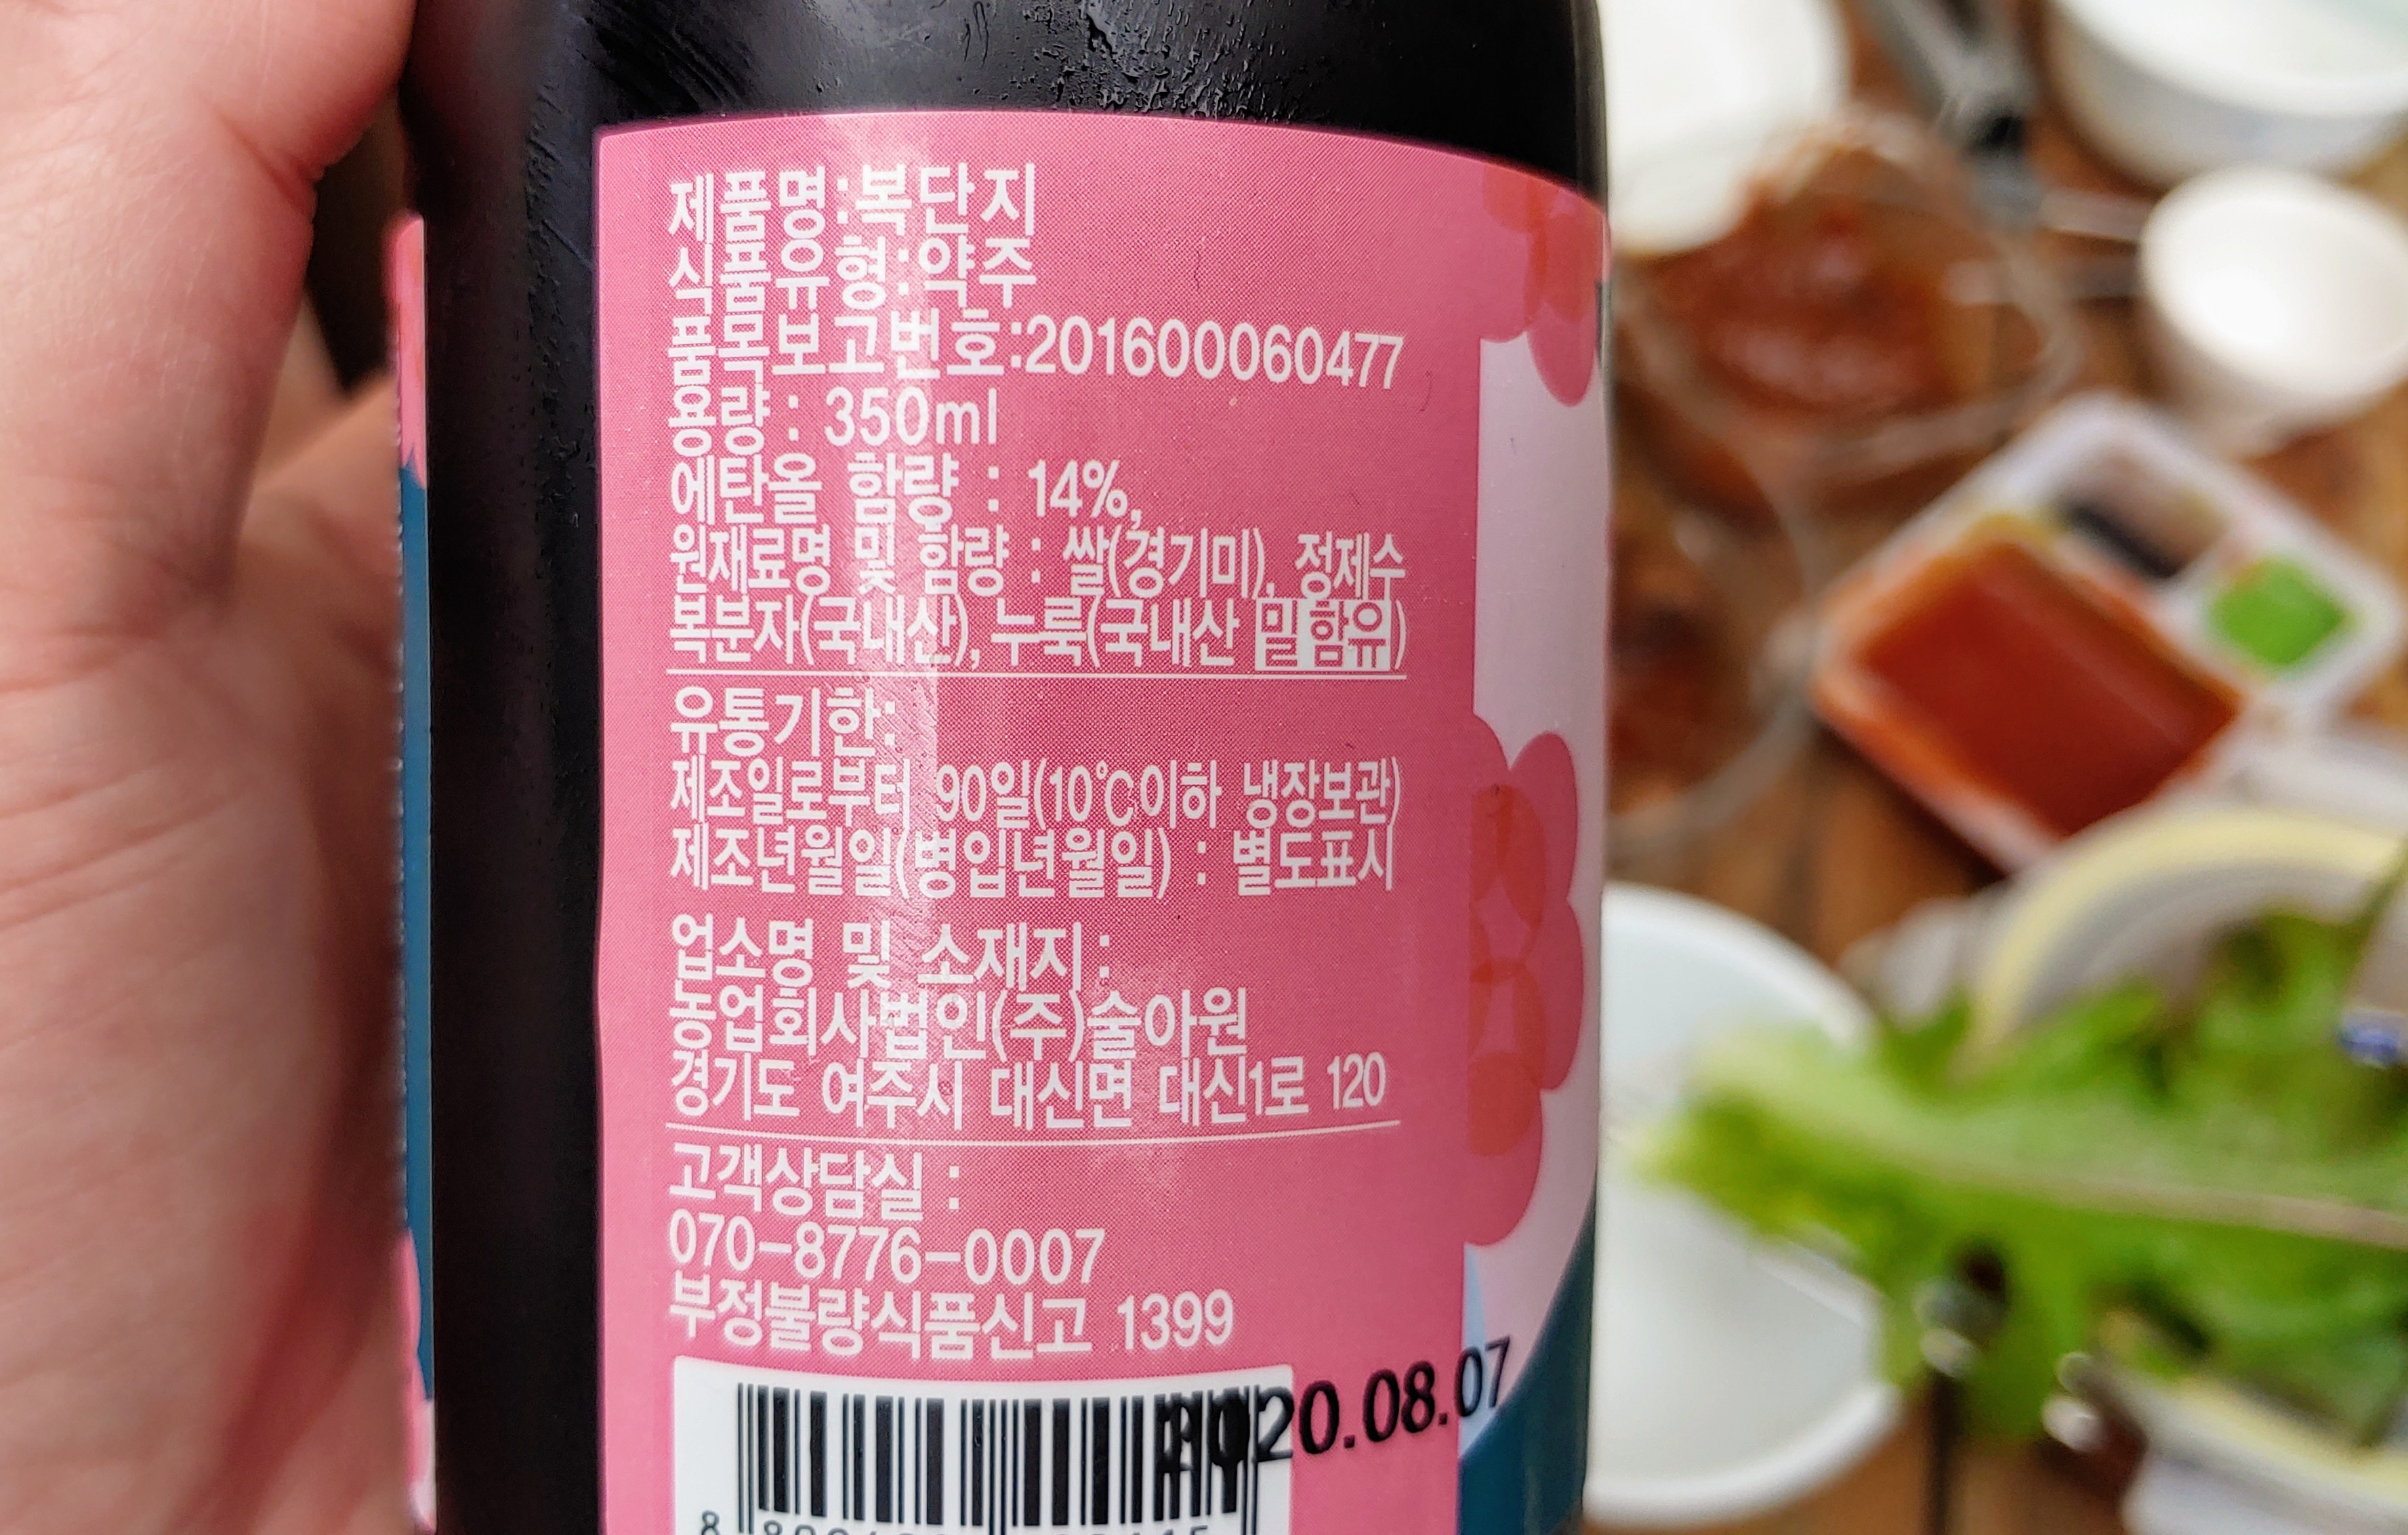 제품명:복단지
식품유형:약주
품목보고번호:201600060477
용량 : 350ml
에탄올 함량 : 14%,
원재료명 및 함량 : 쌀(경기미), 정제수
복분자(국내산), 누룩(국내산 밀함유)
유통기한:
제조일로부터 90일(10℃이하 냉장보관)
제조년월일(병입년월일) : 별도표시
업소명 및 소재지:
농업회사법인(주)술아원
경기도 여주시 대신면 대신1로 120
고객상담실 :
070-8776-0007
부정불량식품신고 1399
2020.08.07